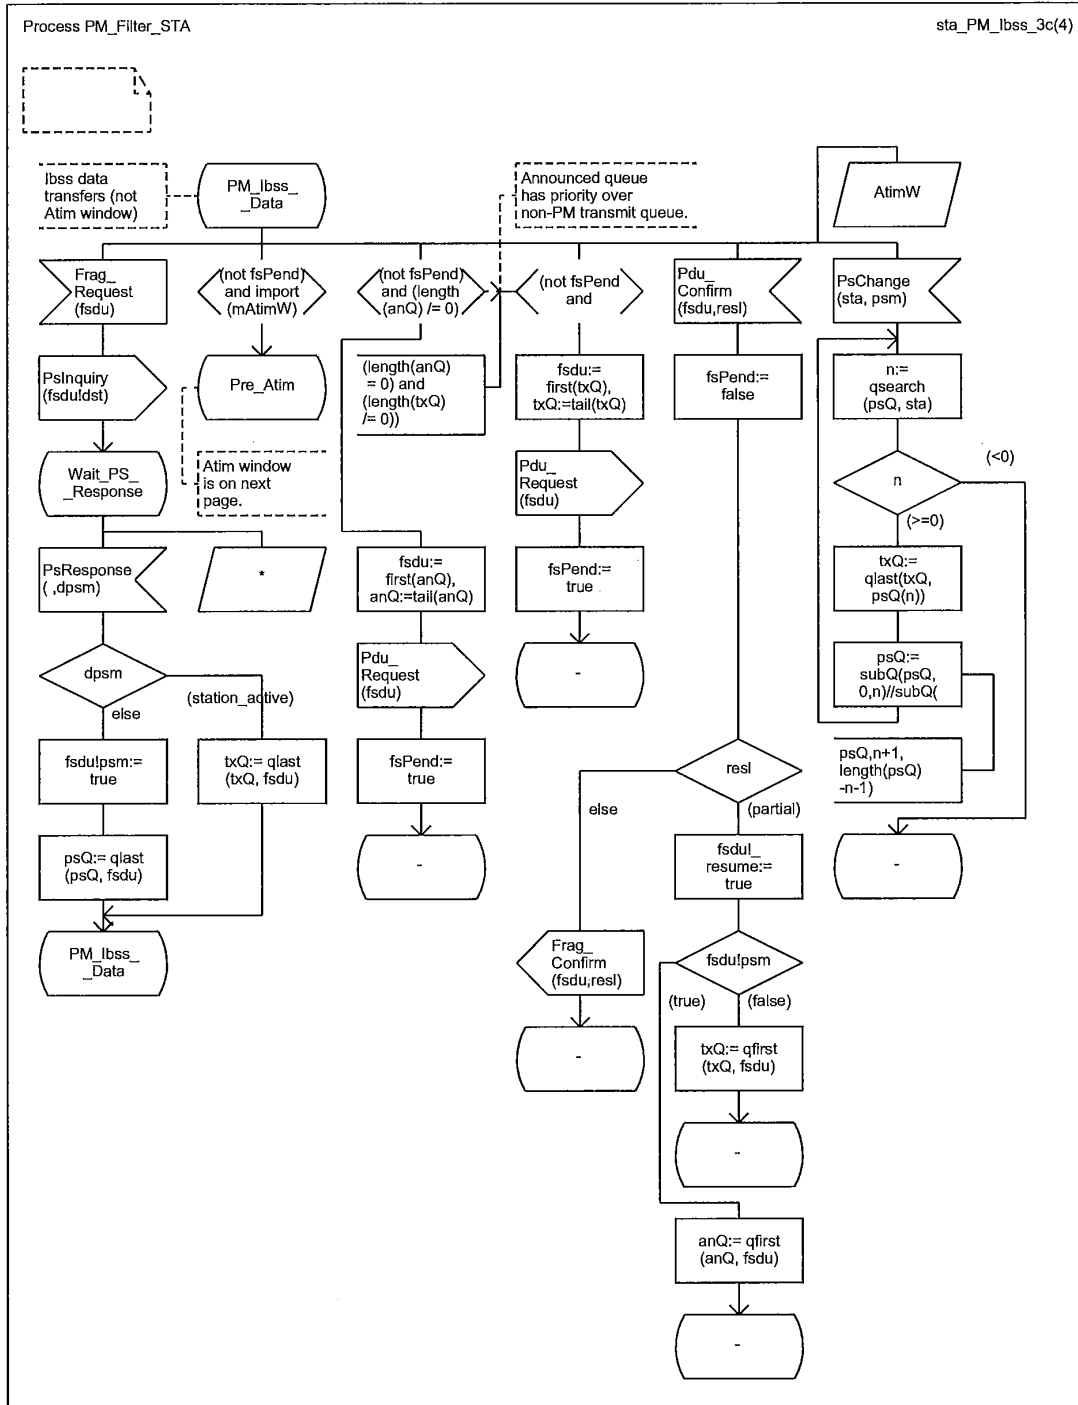 Process PM_Filter_STA
sta_PM_Ibss_3c(4)
Ibss data
transfers (not
Atim window)
PM_Ibss_
_Data
Announced queue
has priority over
non-PM transmit queue.
AtimW
Frag_
Request
(fsdu)
(not fsPend)
and import
(mAtimW)
(not fsPend)
and (length
(anQ) /= 0)
(not fsPend)
and
Pdu_
Confirm
(fsdu,resl)
PsChange
(sta, psm)
PsInquiry
(fsdu!dst)
Pre_Atim
(length(anQ)
= 0) and
(length(txQ)
/= 0))
fsdu:=
first(txQ),
txQ:=tail(txQ)
fsPend:=
false
n:=
qsearch
(psQ, sta)
Wait_PS_
_Response
Atim window
is on next
page.
Pdu_
Request
(fsdu)
n
(<0)
(>=0)
PsResponse
( ,dpsm)
*
fsdu:=
first(anQ),
anQ:=tail(anQ)
fsPend:=
true
txQ:=
qlast(txQ,
psQ(n))
dpsm
(station_active)
else
Pdu_
Request
(fsdu)
-
psQ:=
subQ(psQ,
0,n)//subQ(
fsdu!psm:=
true
txQ:= qlast
(txQ, fsdu)
fsPend:=
true
resl
else
(partial)
psQ,n+1,
length(psQ)
-n-1)
psQ:= qlast
(psQ, fsdu)
-
fsdu!_
resume:=
true
-
PM_Ibss_
_Data
Frag_
Confirm
(fsdu,resl)
fsdu!psm
(true)
(false)
-
txQ:= qfirst
(txQ, fsdu)
-
anQ:= qfirst
(anQ, fsdu)
-